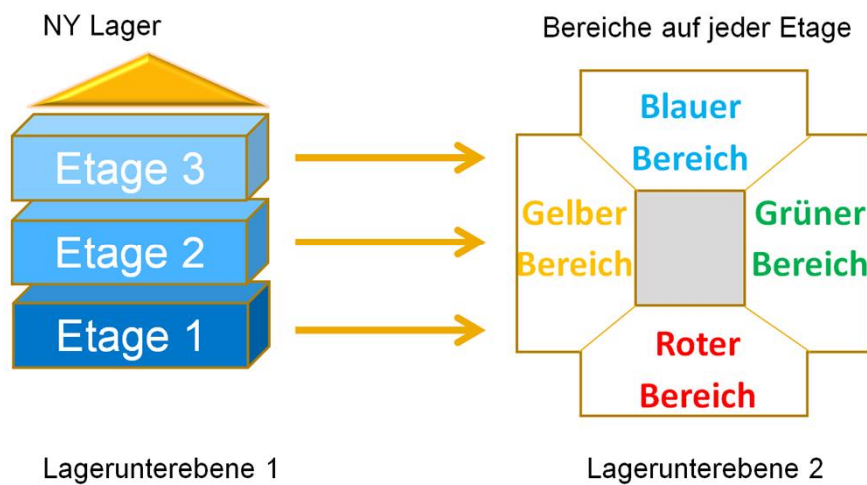 NY Lager
Etage 3
Etage 2
Etage 1
Lagerunterebene 1
Bereiche auf jeder Etage
Blauer
Bereich
Gelber
Bereich
Grüner
Bereich
Roter
Bereich
Lagerunterebene 2